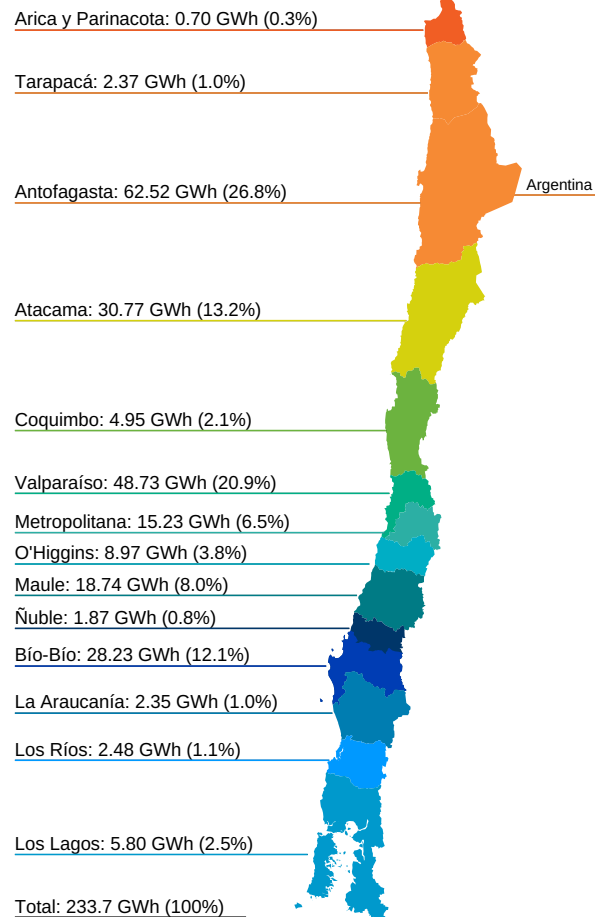 Arica y Parinacota: 0.70 GWh (0.3%)
Tarapacá: 2.37 GWh (1.0%)
Antofagasta: 62.52 GWh (26.8%)
Argentina
Atacama: 30.77 GWh (13.2%)
Coquimbo: 4.95 GWh (2.1%)
Valparaíso: 48.73 GWh (20.9%)
Metropolitana: 15.23 GWh (6.5%)
O'Higgins: 8.97 GWh (3.8%)
Maule: 18.74 GWh (8.0%)
Ñuble: 1.87 GWh (0.8%)
Bío-Bío: 28.23 GWh (12.1%)
La Araucanía: 2.35 GWh (1.0%)
Los Ríos: 2.48 GWh (1.1%)
Los Lagos: 5.80 GWh (2.5%)
Total: 233.7 GWh (100%)